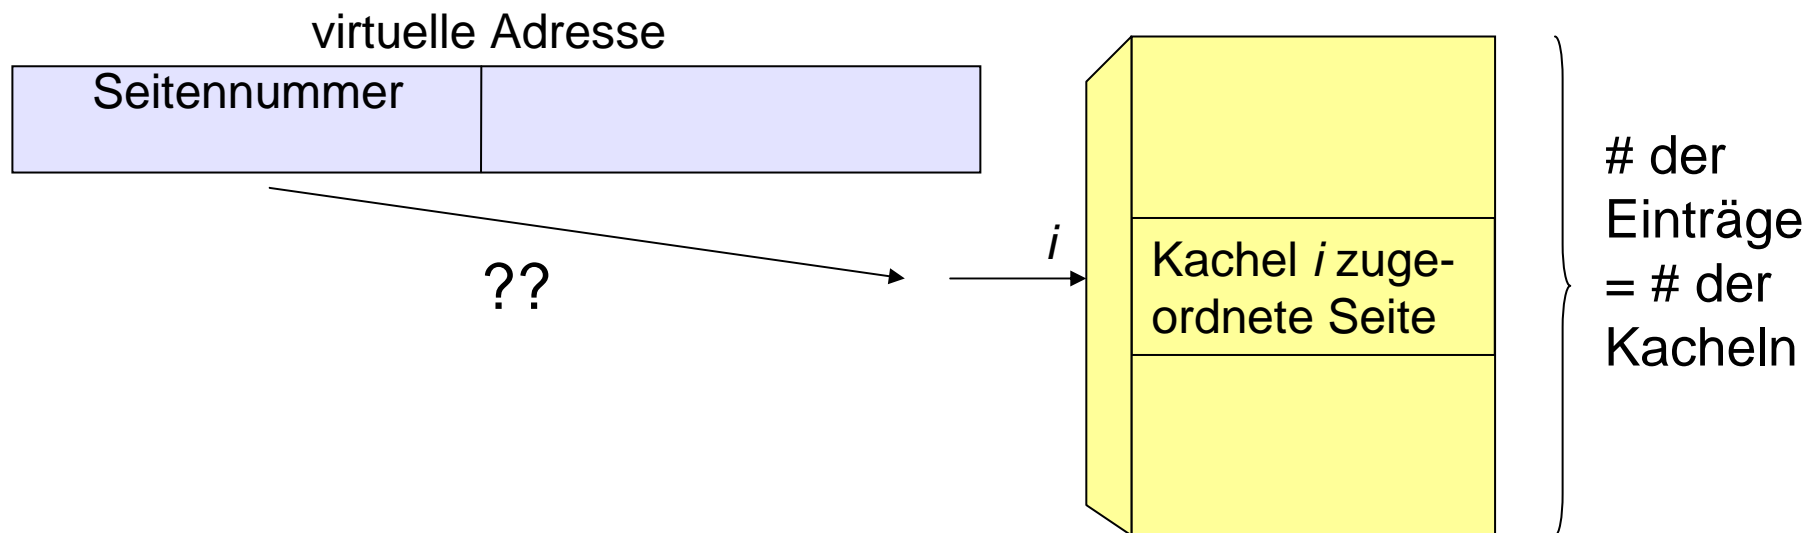 virtuelle Adresse
Seitennummer
??
i
Kachel i zuge-
ordnete Seite
# der
Einträge
= # der
Kacheln